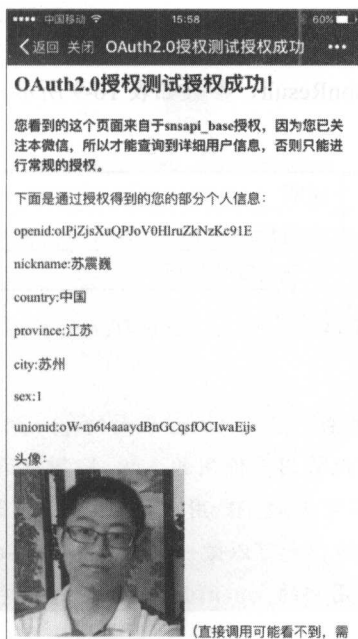 中国移动 15:58 60%
返回 关闭 OAuth2.0授权测试授权成功
OAuth2.0授权测试授权成功！
您看到的这个页面来自于snsapi_base授权，因为您已关
注本微信，所以才能查询到详细用户信息，否则只能进
行常规的授权。
下面是通过授权得到的您的部分个人信息：
openid:olPjZjsXuQPJoV0HlruZkNzKc91E
nickname:苏震巍
country:中国
province:江苏
city:苏州
sex:1
unionid:oW-m6t4aaaydBnGCqsfOCIwaEijs
头像：
（直接调用可能看不到，需